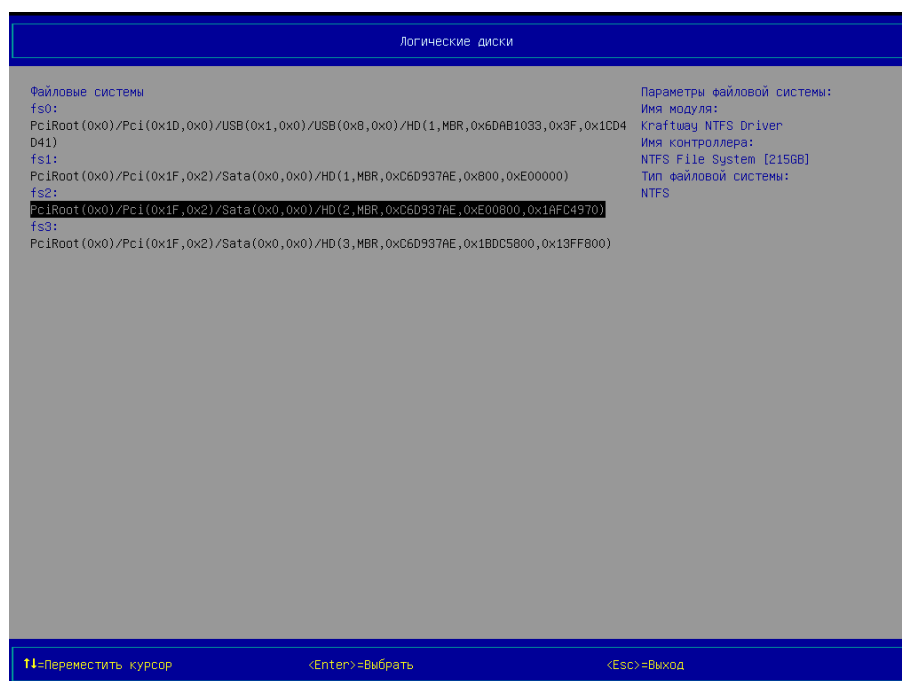 Логические диски
Файловые системы
fs0:
PciRoot(0x0)/Pci(0x1D,0x0)/USB(0x1,0x0)/USB(0x8,0x0)/HD(1,MBR,0x6DAB1033,0x3F,0x1CD4
D41)
fs1:
PciRoot(0x0)/Pci(0x1F,0x2)/Sata(0x0,0x0)/HD(1,MBR,0xC6D937AE,0x800,0xE00000)
fs2:
PciRoot(0x0)/Pci(0x1F,0x2)/Sata(0x0,0x0)/HD(2,MBR,0xC6D937AE,0xE00800,0x1AFC4970)
fs3:
PciRoot(0x0)/Pci(0x1F,0x2)/Sata(0x0,0x0)/HD(3,MBR,0xC6D937AE,0x1BDC5800,0x13FF800)
Параметры файловой системы:
Имя модуля:
Kraftway NTFS Driver
Имя контроллера:
NTFS File System [215GB]
Тип файловой системы:
NTFS
↑↓=Переместить курсор <Enter>=Выбрать <Esc>=Выход